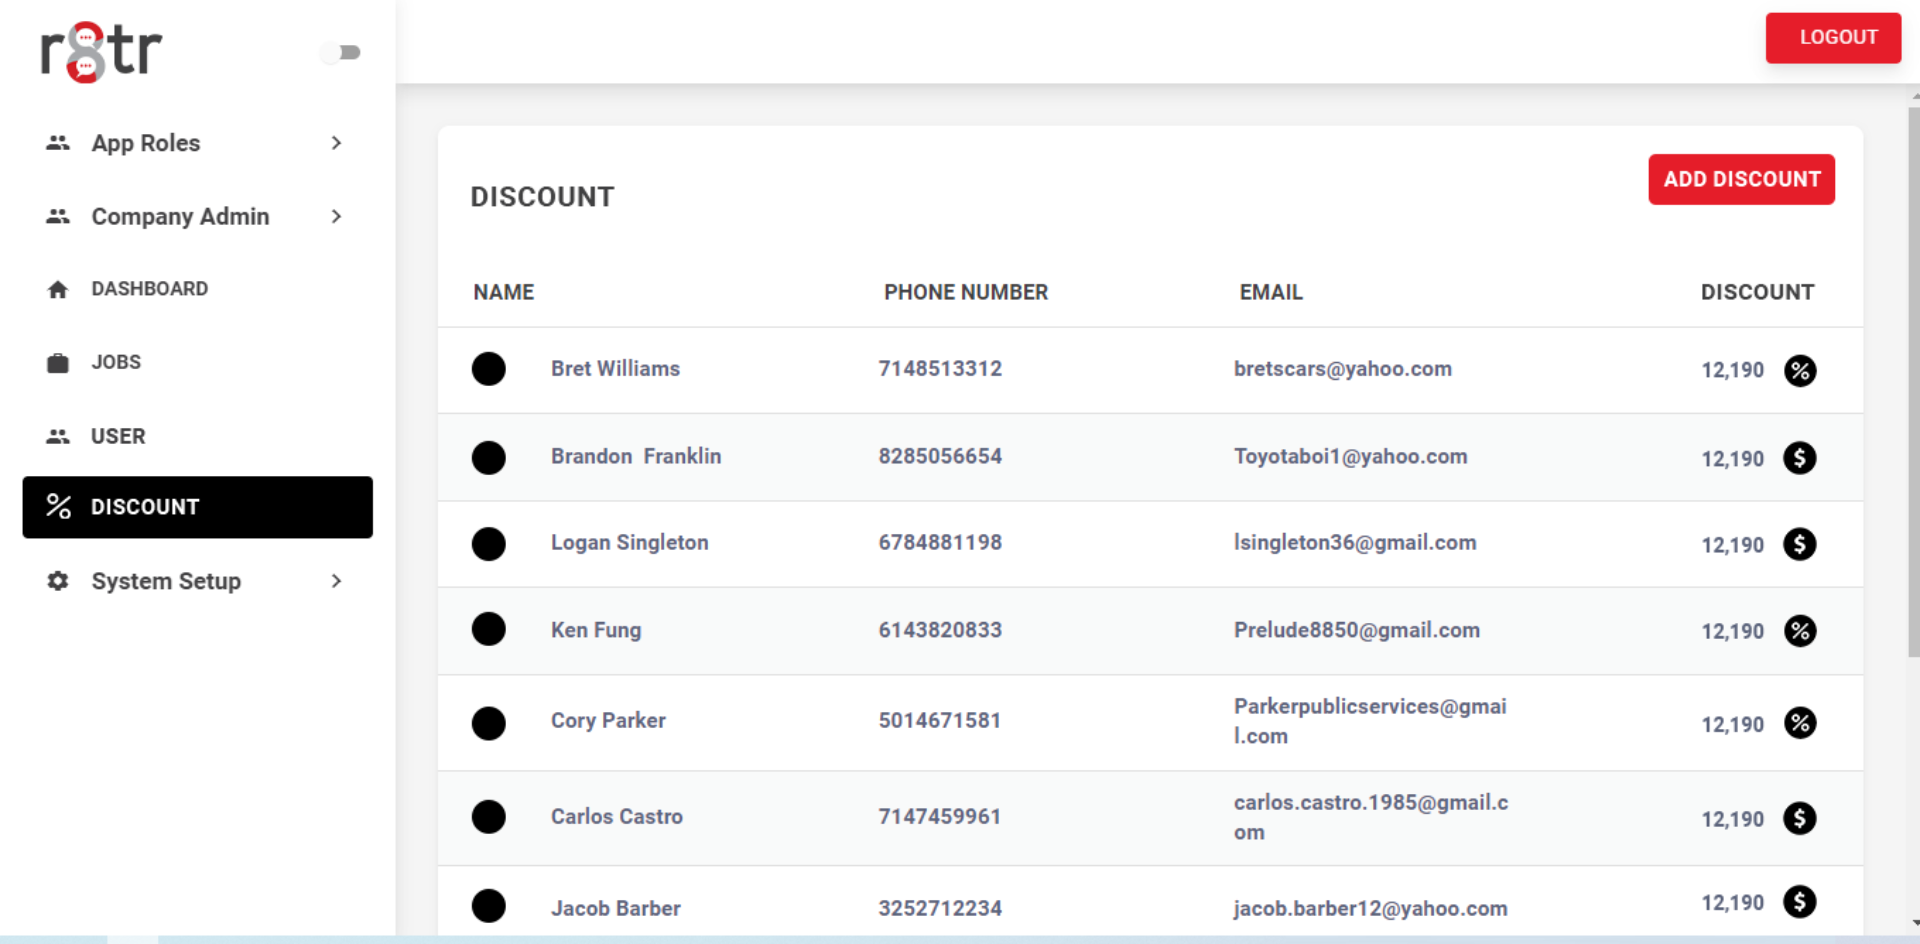 r8tr
LOGOUT
App Roles
Company Admin
DASHBOARD
JOBS
USER
DISCOUNT
System Setup
DISCOUNT
ADD DISCOUNT
NAME PHONE NUMBER EMAIL DISCOUNT
Bret Williams 7148513312 bretscars@yahoo.com 12,190 %
Brandon  Franklin 8285056654 Toyotaboi1@yahoo.com 12,190 $
Logan Singleton 6784881198 lsingleton36@gmail.com 12,190 $
Ken Fung 6143820833 Prelude8850@gmail.com 12,190 %
Cory Parker 5014671581 Parkerpublicservices@gmai
l.com 12,190 %
Carlos Castro 7147459961 carlos.castro.1985@gmail.c
om 12,190 $
Jacob Barber 3252712234 jacob.barber12@yahoo.com 12,190 $